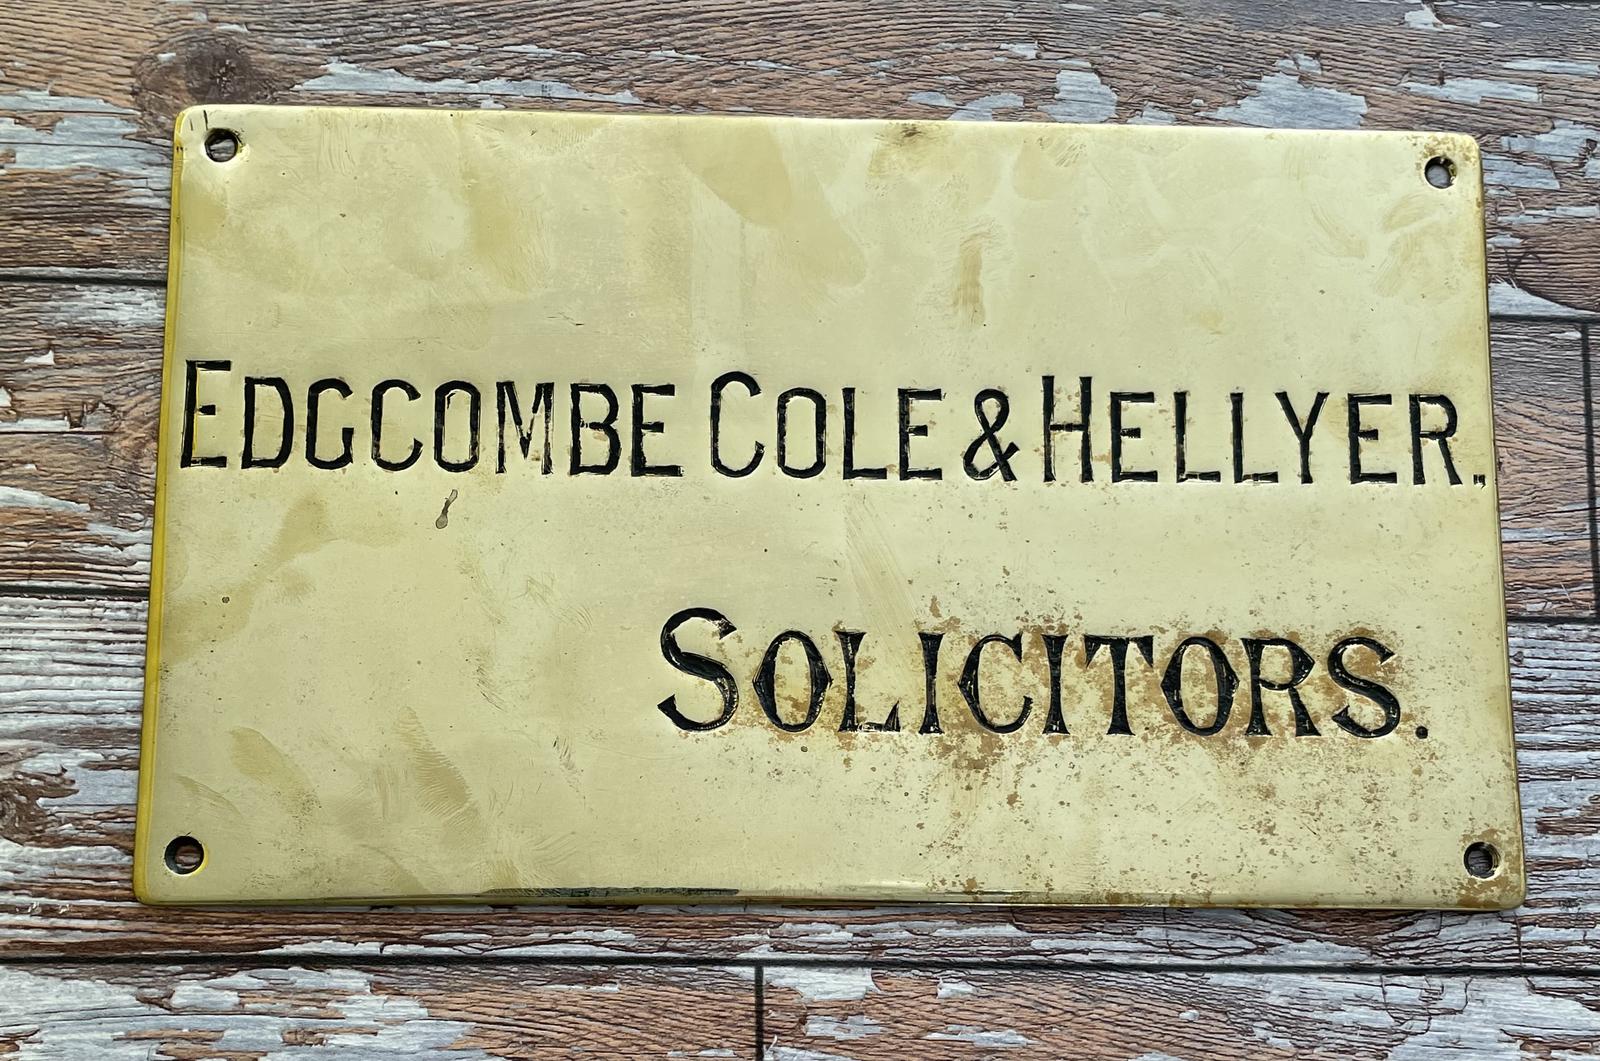 EDGCOMBE COLE & HELLYER.
SOLICITORS.